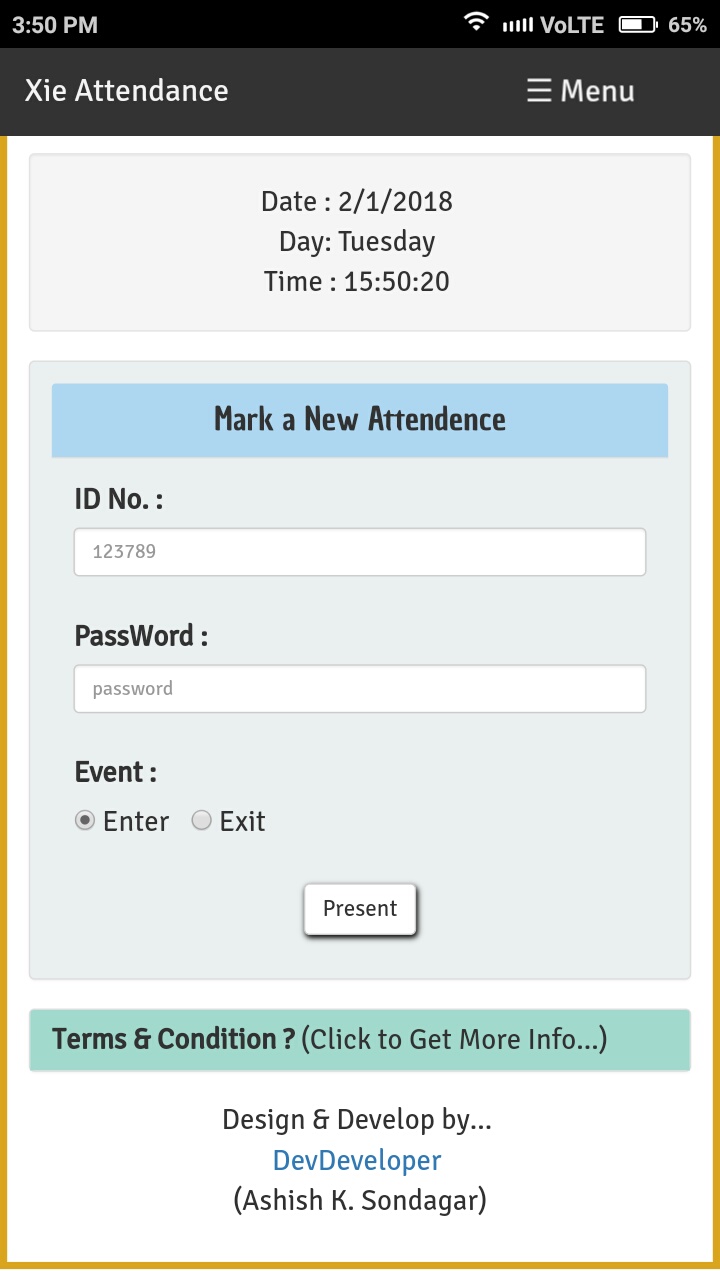 3:50 PM VoLTE 65%
Xie Attendance ☰ Menu
Date : 2/1/2018
Day: Tuesday
Time : 15:50:20
Mark a New Attendence
ID No. :
123789
PassWord :
password
Event :
Enter Exit
Present
Terms & Condition ? (Click to Get More Info...)
Design & Develop by...
DevDeveloper
(Ashish K. Sondagar)